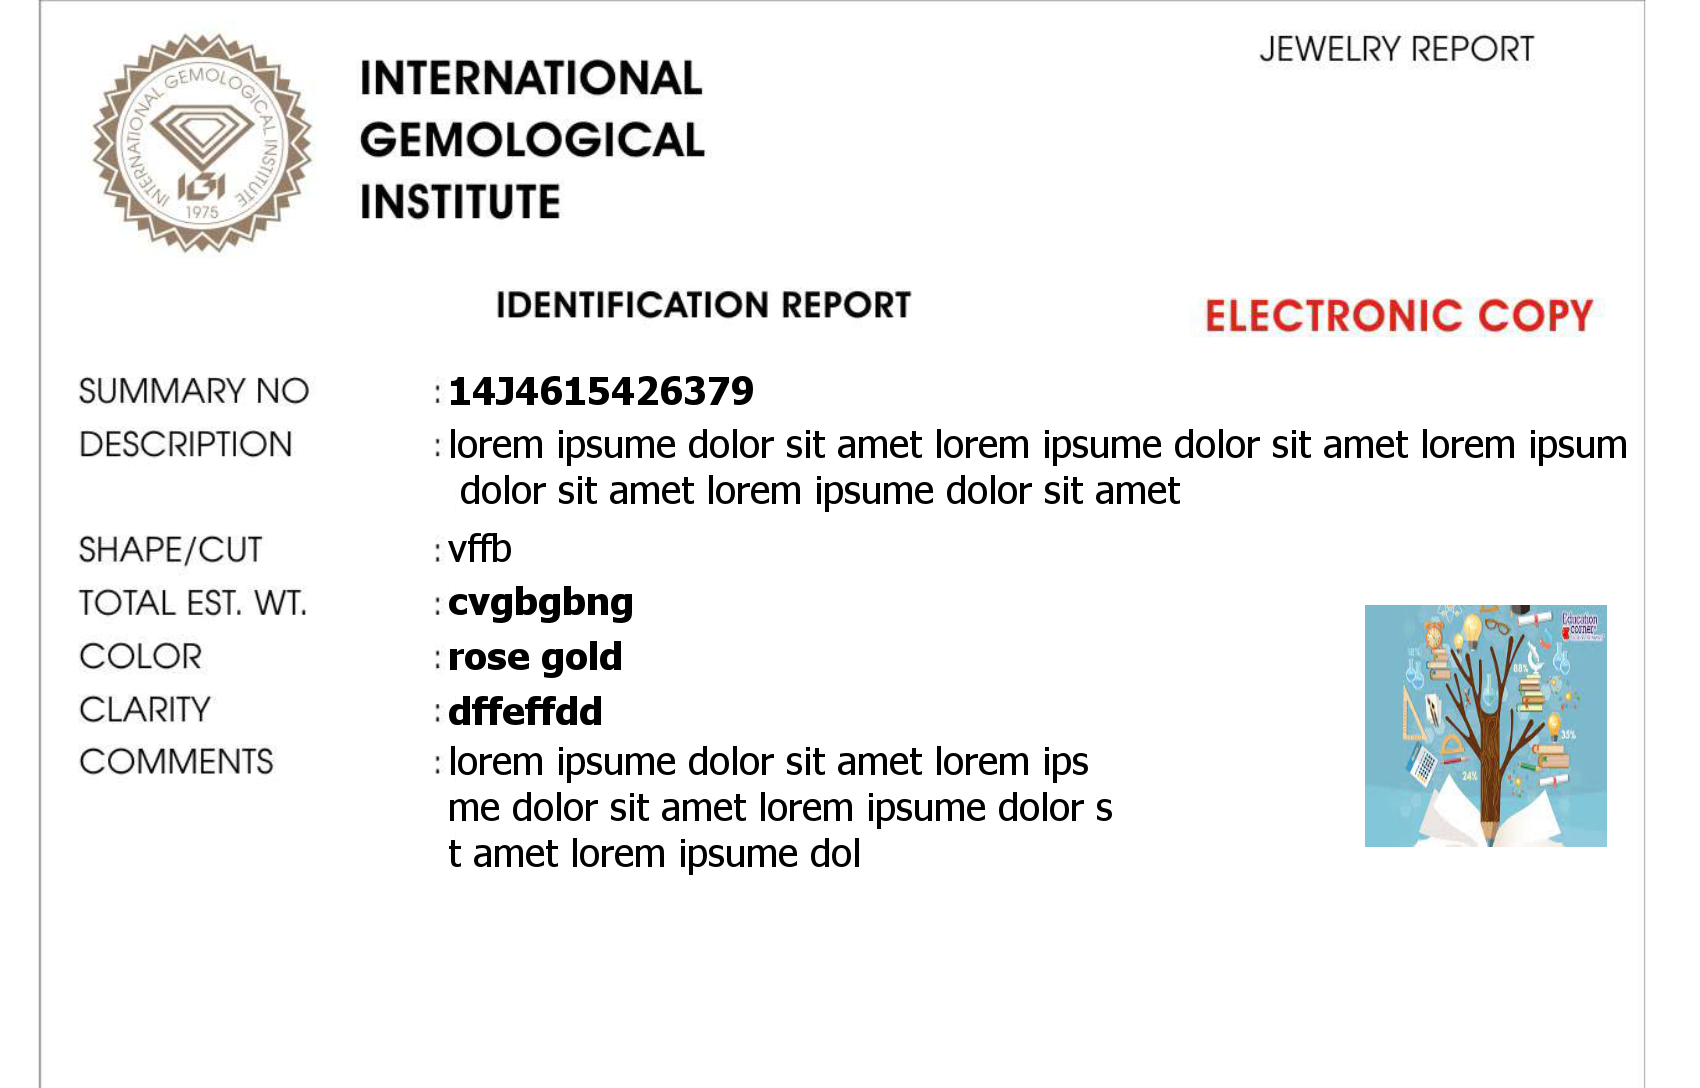 JEWELRY REPORT
INTERNATIONAL GEMOLOGICAL INSTITUTE
IGI
1975
INTERNATIONAL
GEMOLOGICAL
INSTITUTE
IDENTIFICATION REPORT
ELECTRONIC COPY
SUMMARY NO : 14J4615426379
DESCRIPTION : lorem ipsume dolor sit amet lorem ipsume dolor sit amet lorem ipsum
dolor sit amet lorem ipsume dolor sit amet
SHAPE/CUT : vffb
TOTAL EST. WT. : cvgbgbng
COLOR : rose gold
CLARITY : dffeffdd
COMMENTS : lorem ipsume dolor sit amet lorem ips
me dolor sit amet lorem ipsume dolor s
t amet lorem ipsume dol
Education
corner
88%
35%
24%